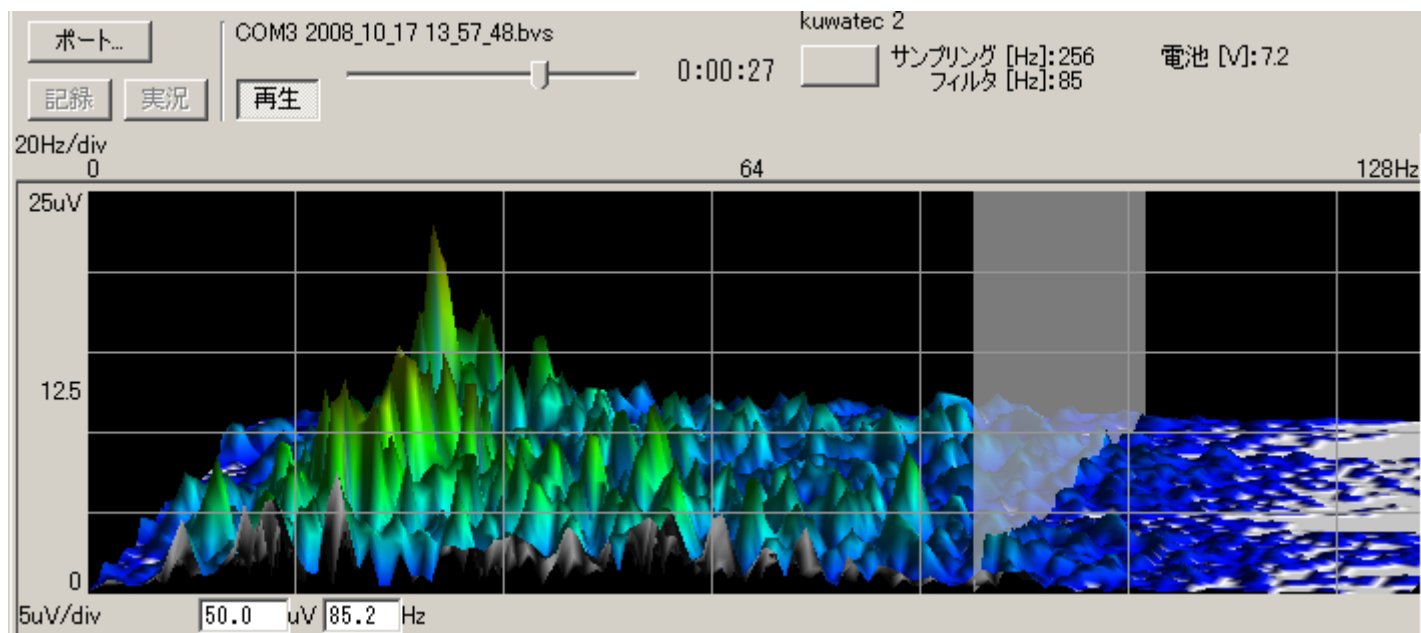 ポート...
COM3 2008_10_17 13_57_48.bvs
記録 実況 再生
0:00:27
kuwatec 2
サンプリング [Hz]:256
フィルタ [Hz]:85
電池 [V]:7.2
20Hz/div
0 64 128Hz
25uV
12.5
0
5uV/div 50.0 uV 85.2 Hz